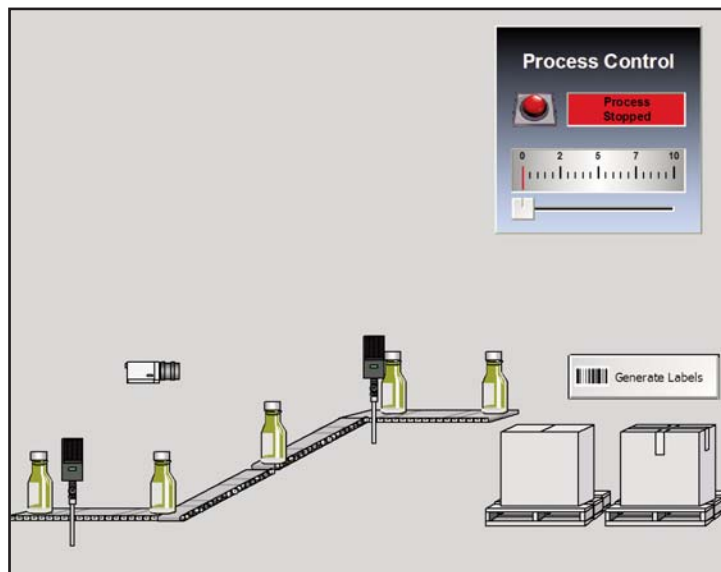 Process Control
Process
Stopped
0 2 5 7 10
Generate Labels